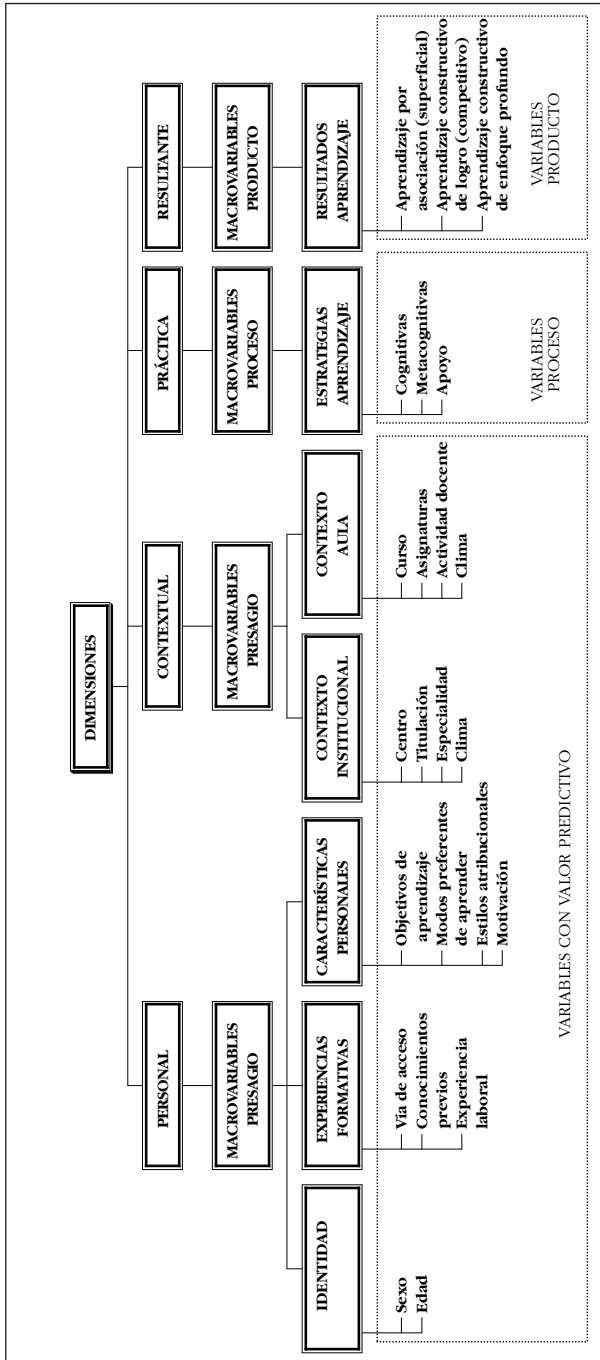 DIMENSIONES
PERSONAL
CONTEXTUAL
PRÁCTICA
RESULTANTE
MACROVARIABLES
PRESAGIO
MACROVARIABLES
PRESAGIO
MACROVARIABLES
PROCESO
MACROVARIABLES
PRODUCTO
IDENTIDAD
EXPERIENCIAS
FORMATIVAS
CARACTERÍSTICAS
PERSONALES
CONTEXTO
INSTITUCIONAL
CONTEXTO
AULA
ESTRATEGIAS
APRENDIZAJE
RESULTADOS
APRENDIZAJE
Sexo
Edad
Vía de acceso
Conocimientos
previos
Experiencia
laboral
Objetivos de
aprendizaje
Modos preferentes
de aprender
Estilos atribucionales
Motivación
Centro
Titulación
Especialidad
Clima
Curso
Asignaturas
Actividad docente
Clima
Cognitivas
Metacognitivas
Apoyo
Aprendizaje por
asociación (superficial)
Aprendizaje constructivo
de logro (competitivo)
Aprendizaje constructivo
de enfoque profundo
VARIABLES CON VALOR PREDICTIVO
VARIABLES
PROCESO
VARIABLES
PRODUCTO